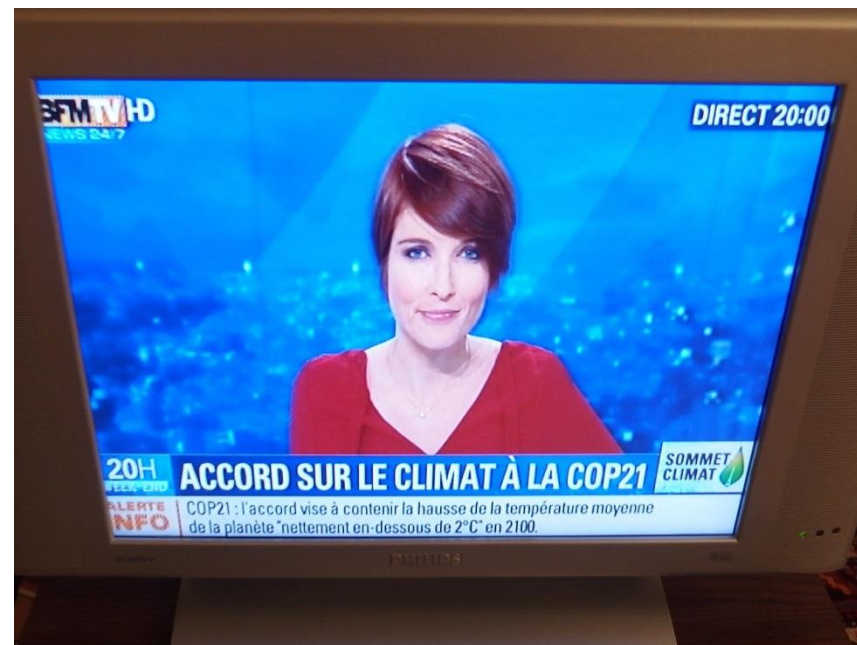 BFMTV HD
NEWS 24/7
DIRECT 20:00
20H
WEEK-END
ACCORD SUR LE CLIMAT À LA COP21
SOMMET
CLIMAT
ALERTE
INFO
COP21 : l'accord vise à contenir la hausse de la température moyenne
de la planète "nettement en-dessous de 2°C" en 2100.
PHILIPS